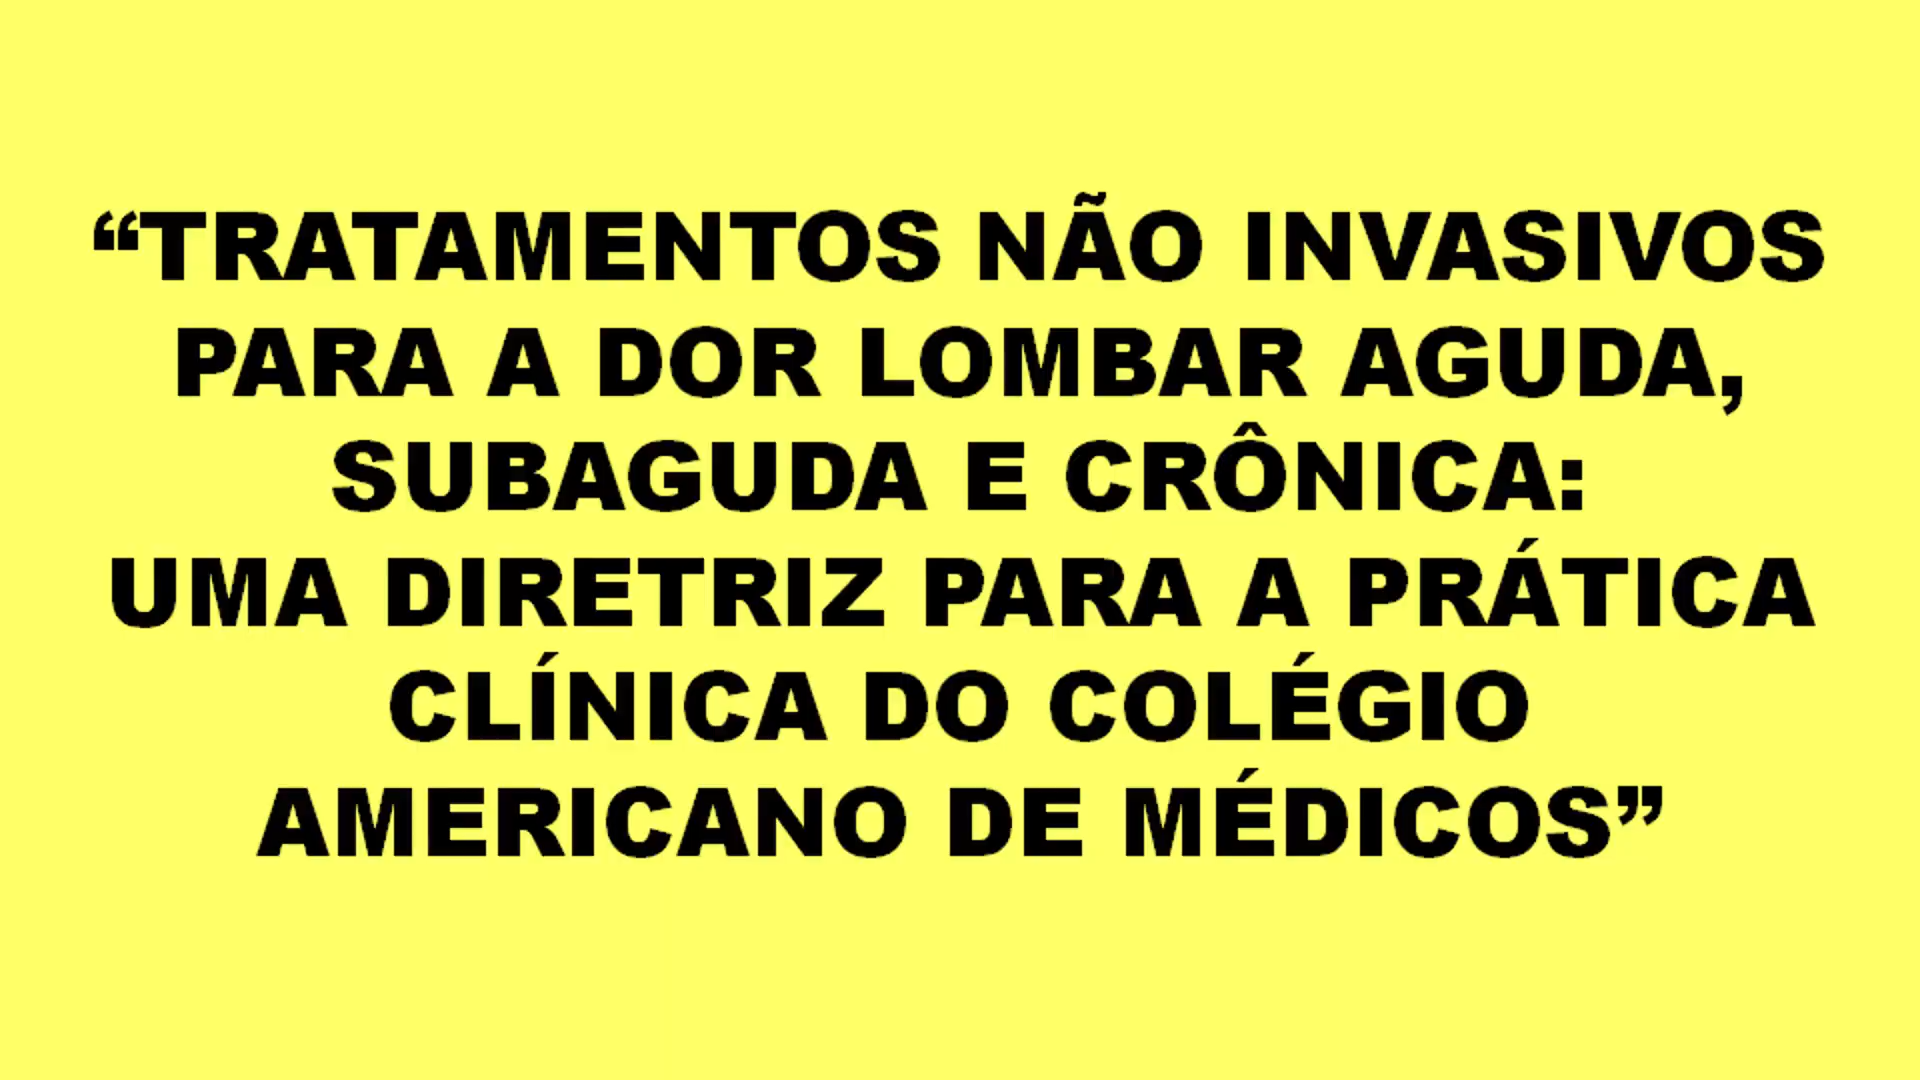 “TRATAMENTOS NÃO INVASIVOS
PARA A DOR LOMBAR AGUDA,
SUBAGUDA E CRÔNICA:
UMA DIRETRIZ PARA A PRÁTICA
CLÍNICA DO COLÉGIO
AMERICANO DE MÉDICOS”